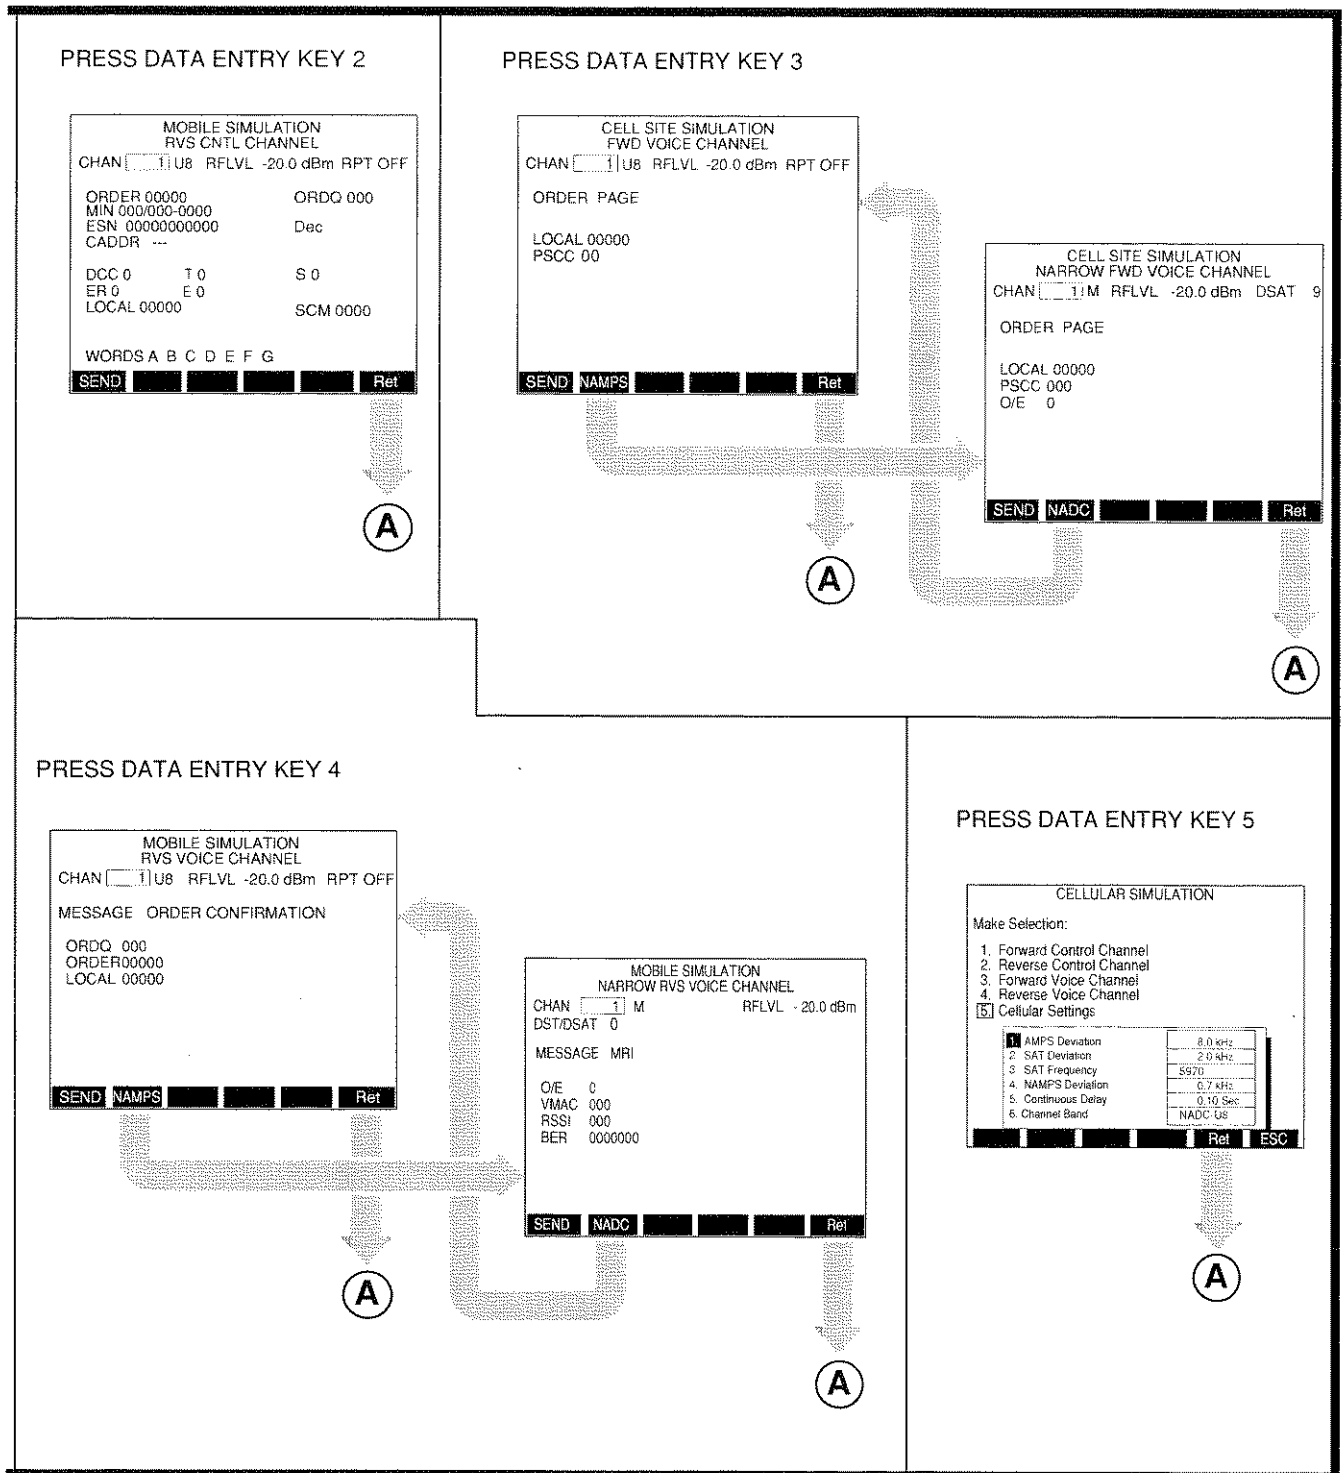 PRESS DATA ENTRY KEY 2
MOBILE SIMULATION
RVS CNTL CHANNEL
CHAN 1 U8 RFLVL -20.0 dBm RPT OFF
ORDER 00000 ORDQ 000
MIN 000/000-0000
ESN 00000000000 Dec
CADDR ---
DCC 0 T 0 S 0
ER 0 E 0
LOCAL 00000 SCM 0000
WORDS A B C D E F G
SEND Ret
A
PRESS DATA ENTRY KEY 3
CELL SITE SIMULATION
FWD VOICE CHANNEL
CHAN 1 U8 RFLVL -20.0 dBm RPT OFF
ORDER PAGE
LOCAL 00000
PSCC 00
SEND NAMPS Ret
A
CELL SITE SIMULATION
NARROW FWD VOICE CHANNEL
CHAN 1 M RFLVL -20.0 dBm DSAT 9
ORDER PAGE
LOCAL 00000
PSCC 000
O/E 0
SEND NADC Ret
A
PRESS DATA ENTRY KEY 4
MOBILE SIMULATION
RVS VOICE CHANNEL
CHAN 1 U8 RFLVL -20.0 dBm RPT OFF
MESSAGE ORDER CONFIRMATION
ORDQ 000
ORDER00000
LOCAL 00000
SEND NAMPS Ret
A
MOBILE SIMULATION
NARROW RVS VOICE CHANNEL
CHAN 1 M RFLVL - 20.0 dBm
DST/DSAT 0
MESSAGE MRI
O/E 0
VMAC 000
RSSI 000
BER 0000000
SEND NADC Ret
A
PRESS DATA ENTRY KEY 5
CELLULAR SIMULATION
Make Selection:
1. Forward Control Channel
2. Reverse Control Channel
3. Forward Voice Channel
4. Reverse Voice Channel
5. Cellular Settings
1. AMPS Deviation 8.0 kHz
2 SAT Deviation 2.0 kHz
3 SAT Frequency 5970
4. NAMPS Deviation 0.7 kHz
5. Continuous Delay 0.10 Sec
6. Channel Band NADC-U8
Ret ESC
A